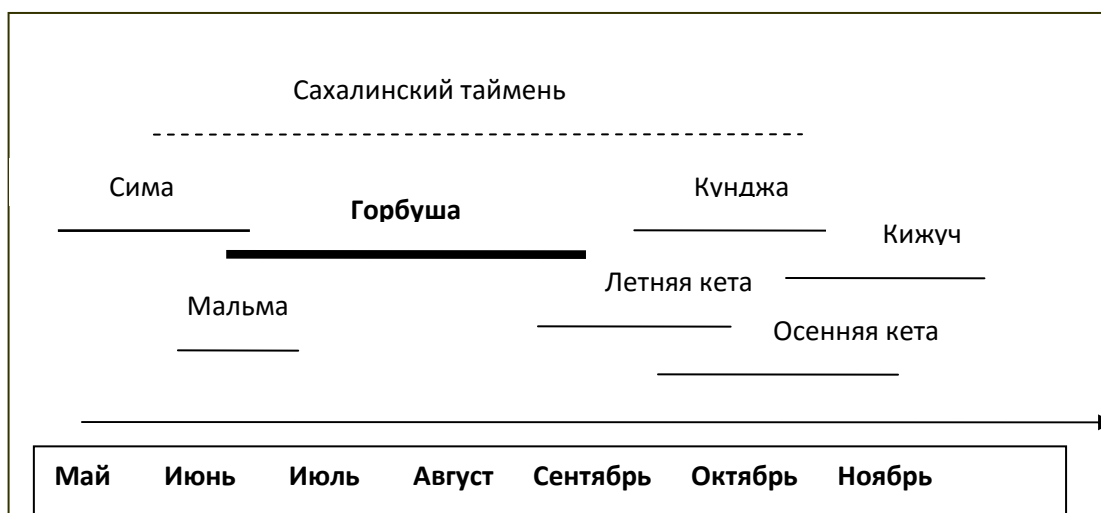 Сахалинский таймень
Сима
Горбуша
Кунджа
Кижуч
Летняя кета
Мальма
Осенняя кета
Май Июнь Июль Август Сентябрь Октябрь Ноябрь